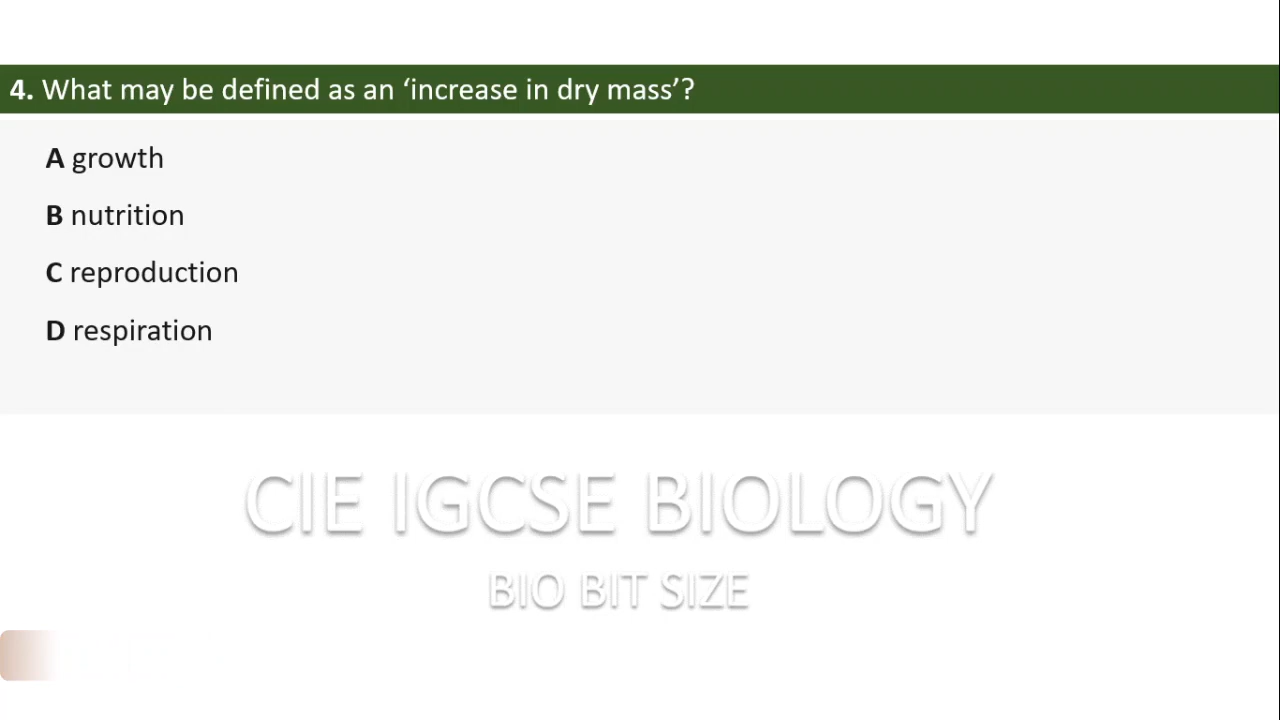 4. What may be defined as an ‘increase in dry mass’?
A growth
B nutrition
C reproduction
D respiration
CIE IGCSE BIOLOGY
BIO BIT SIZE